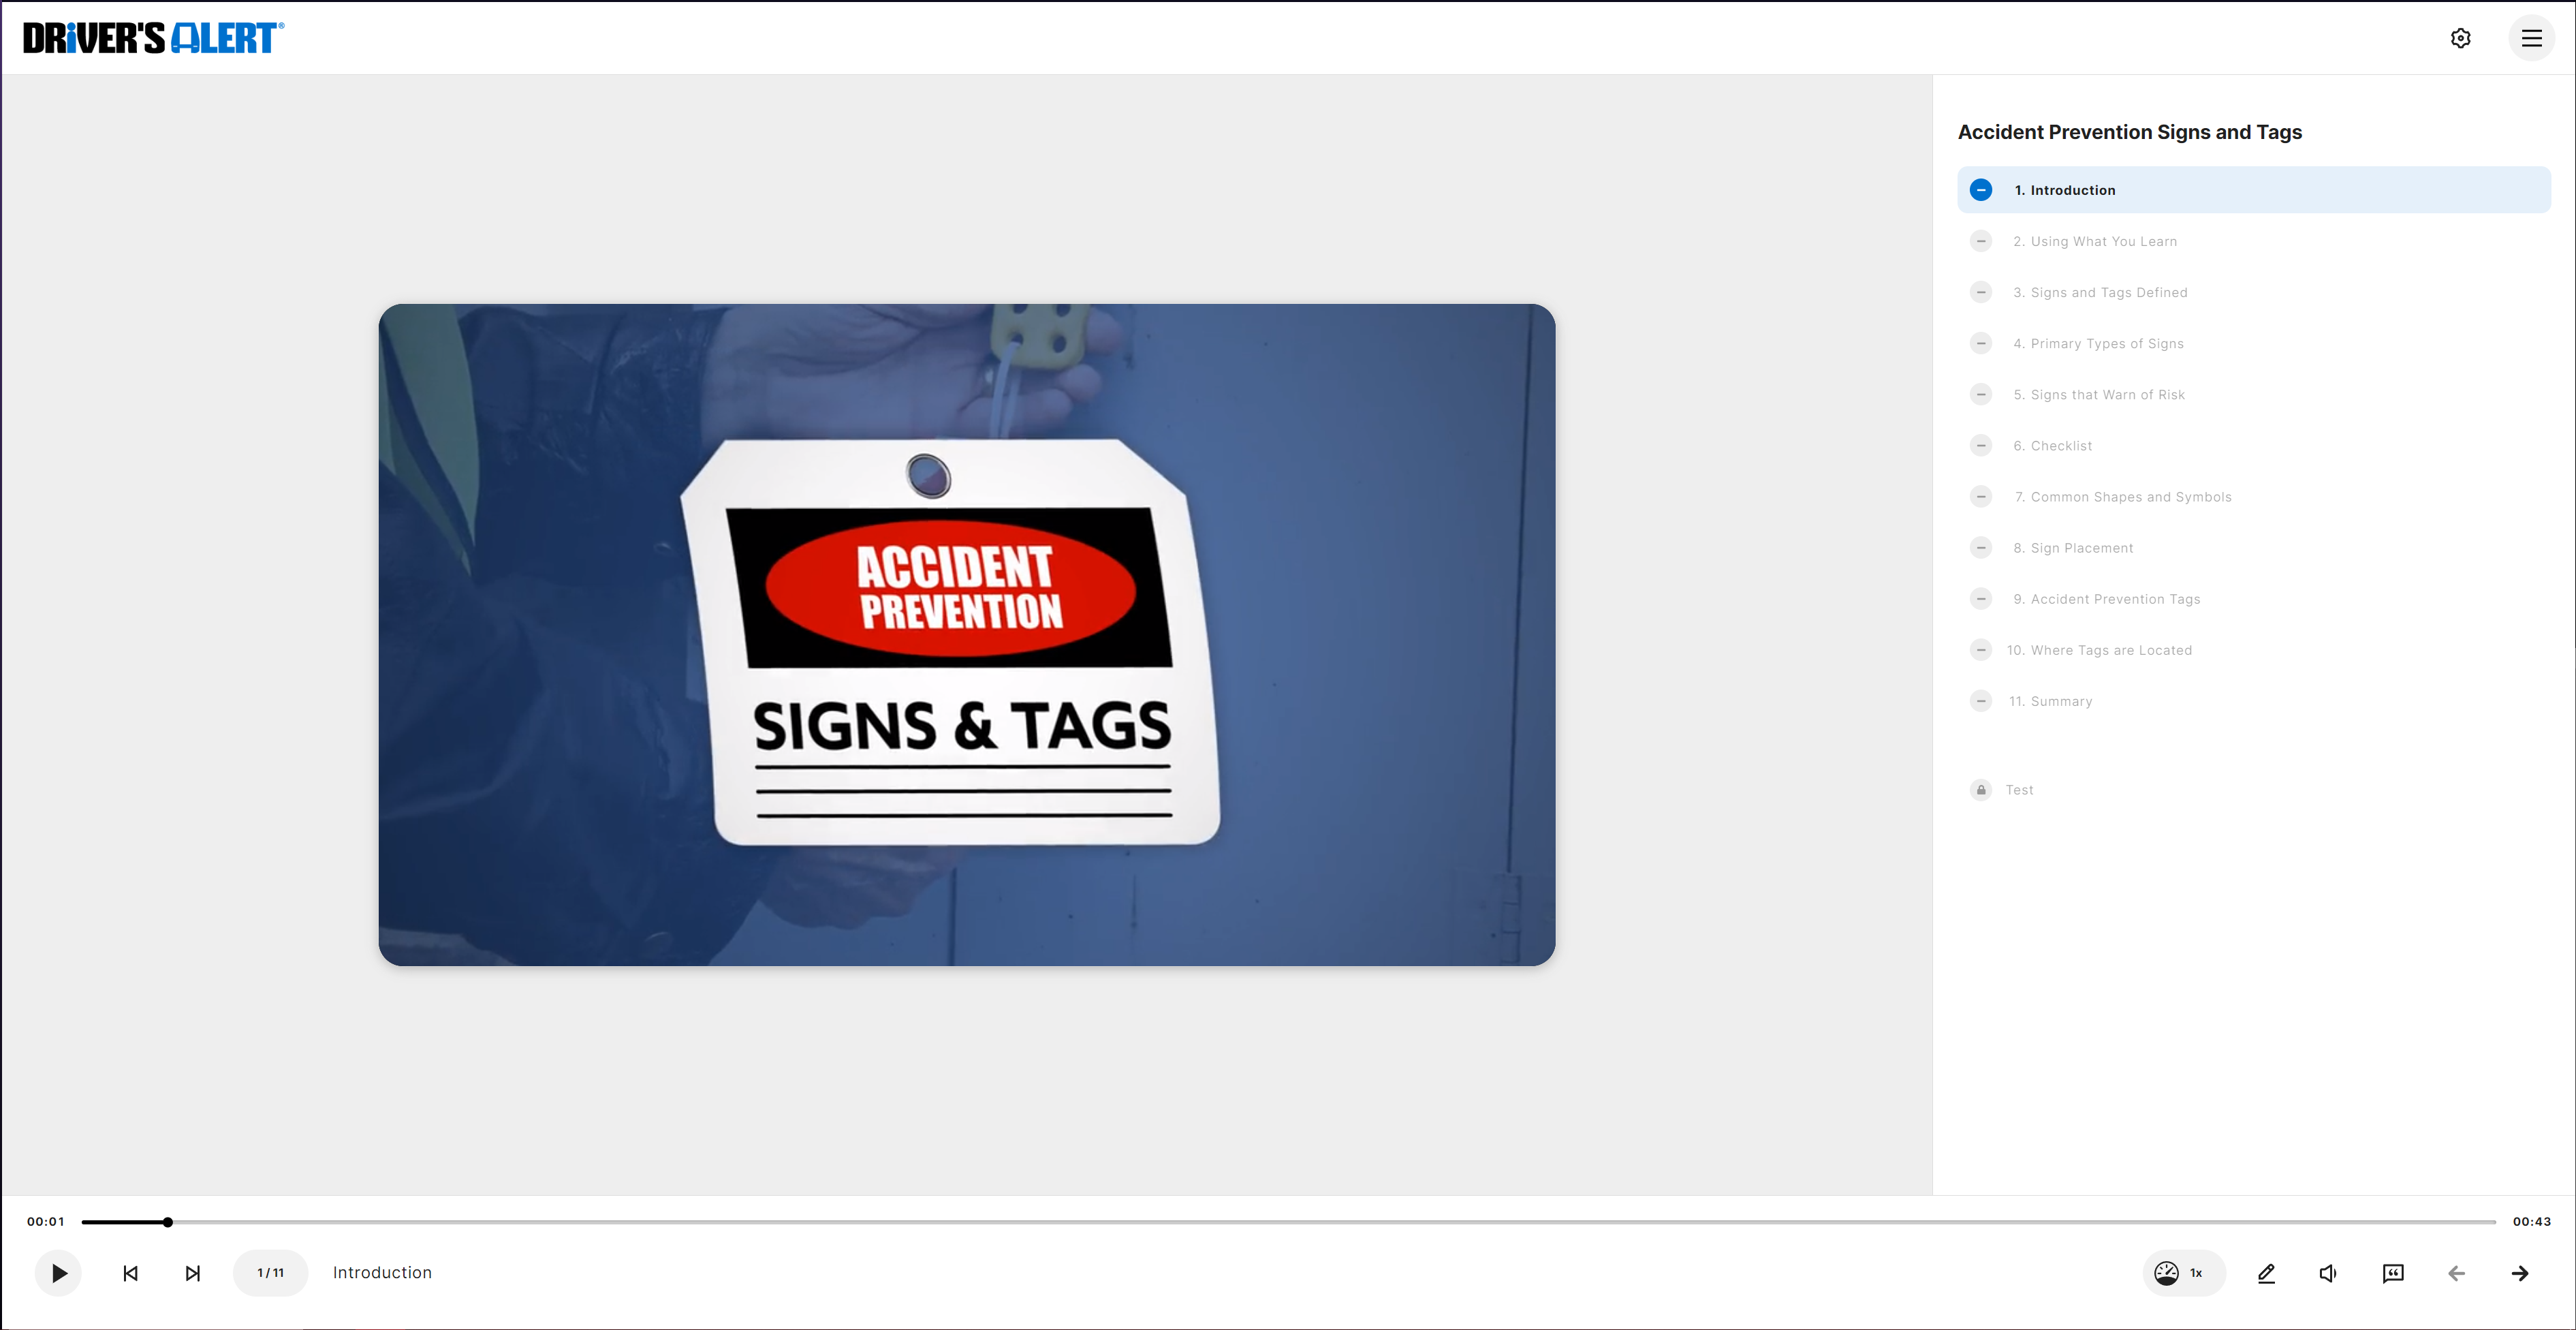 DRiVER'S ALERT®
Accident Prevention Signs and Tags
1. Introduction
2. Using What You Learn
3. Signs and Tags Defined
4. Primary Types of Signs
5. Signs that Warn of Risk
6. Checklist
7. Common Shapes and Symbols
8. Sign Placement
9. Accident Prevention Tags
10. Where Tags are Located
11. Summary
Test
ACCIDENT
PREVENTION
SIGNS & TAGS
00:01
00:43
1 / 11
Introduction
1x